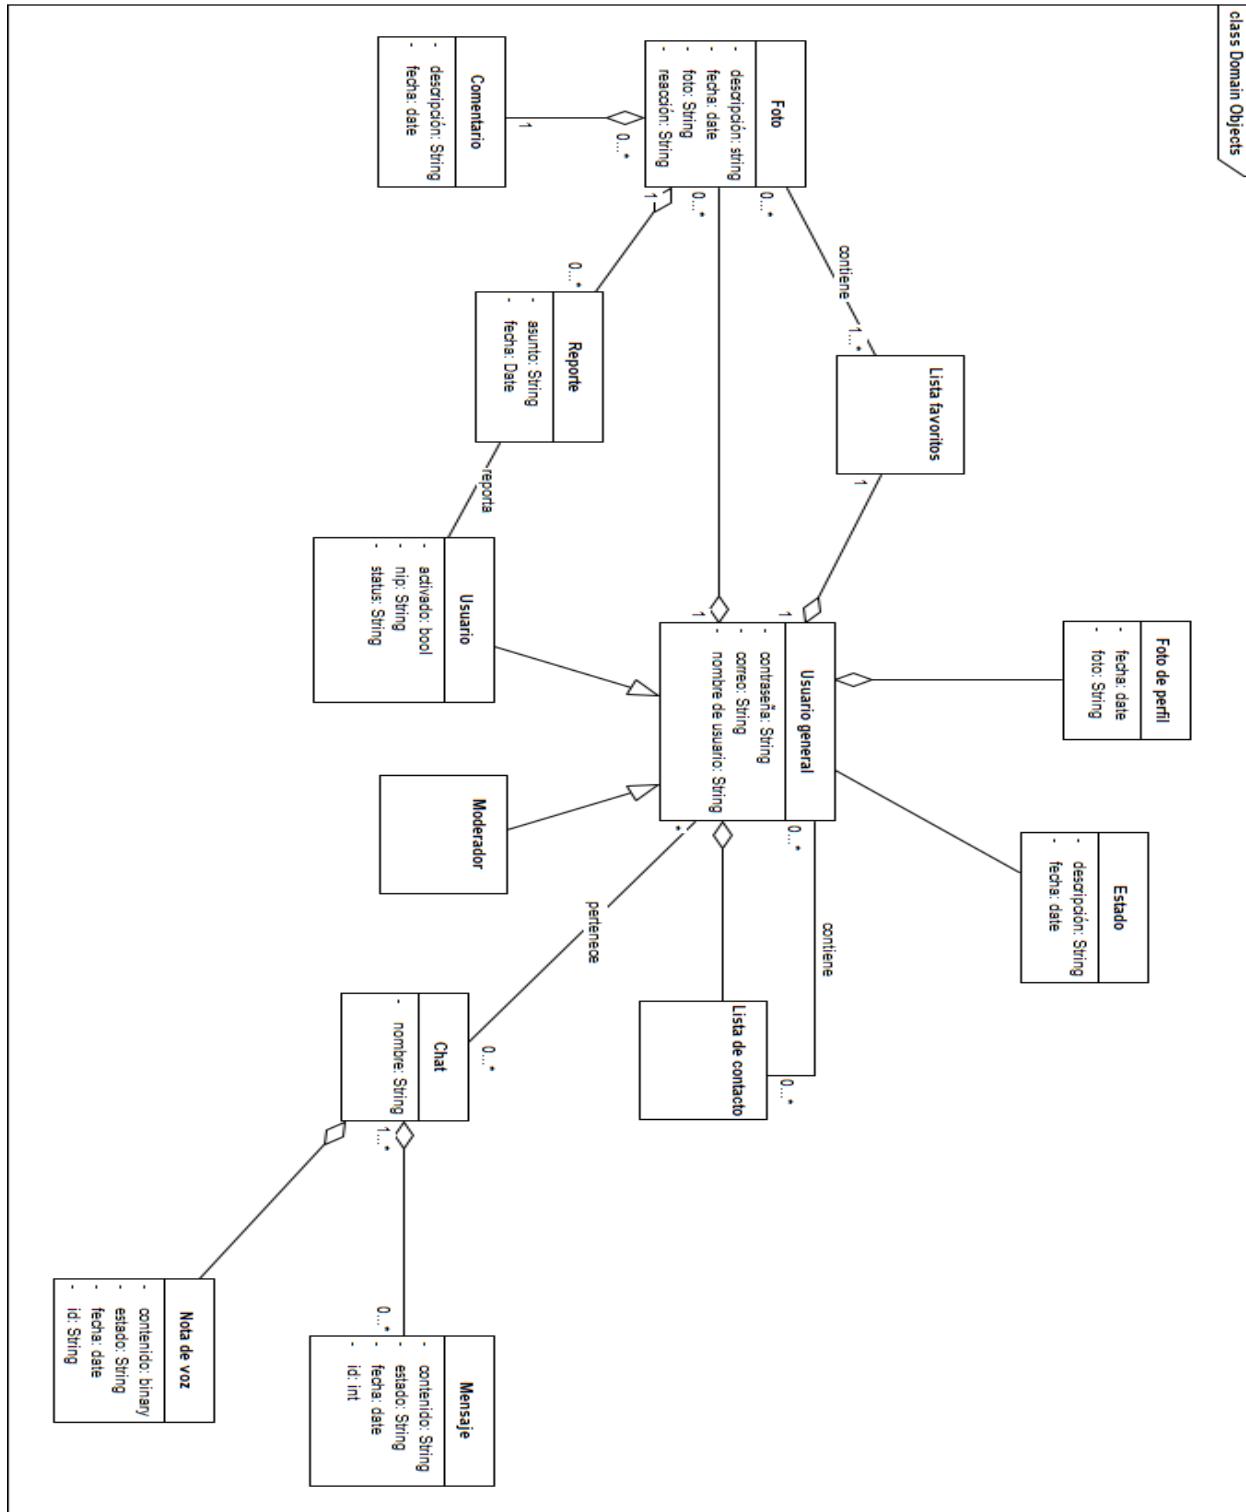 class Domain Objects
Foto de perfil
- fecha: date
- foto: String
Estado
- descripción: String
- fecha: date
Lista favoritos
1...*
1
contiene
Foto
- descripción: string
- fecha: date
- foto: String
- reacción: String
0...*
0...*
1
0...*
1
Usuario general
- contraseña: String
- correo: String
- nombre de usuario: String
1
1
0...*
*
contiene
0...*
Lista de contacto
Comentario
- descripción: String
- fecha: date
Reporte
- asunto: String
- fecha: Date
0...*
reporta
Usuario
- activado: bool
- nip: String
- status: String
Moderador
pertenece
0...*
Chat
- nombre: String
1...*
0...*
Mensaje
- contenido: String
- estado: String
- fecha: date
- id: int
Nota de voz
- contenido: binary
- estado: String
- fecha: date
- id: String